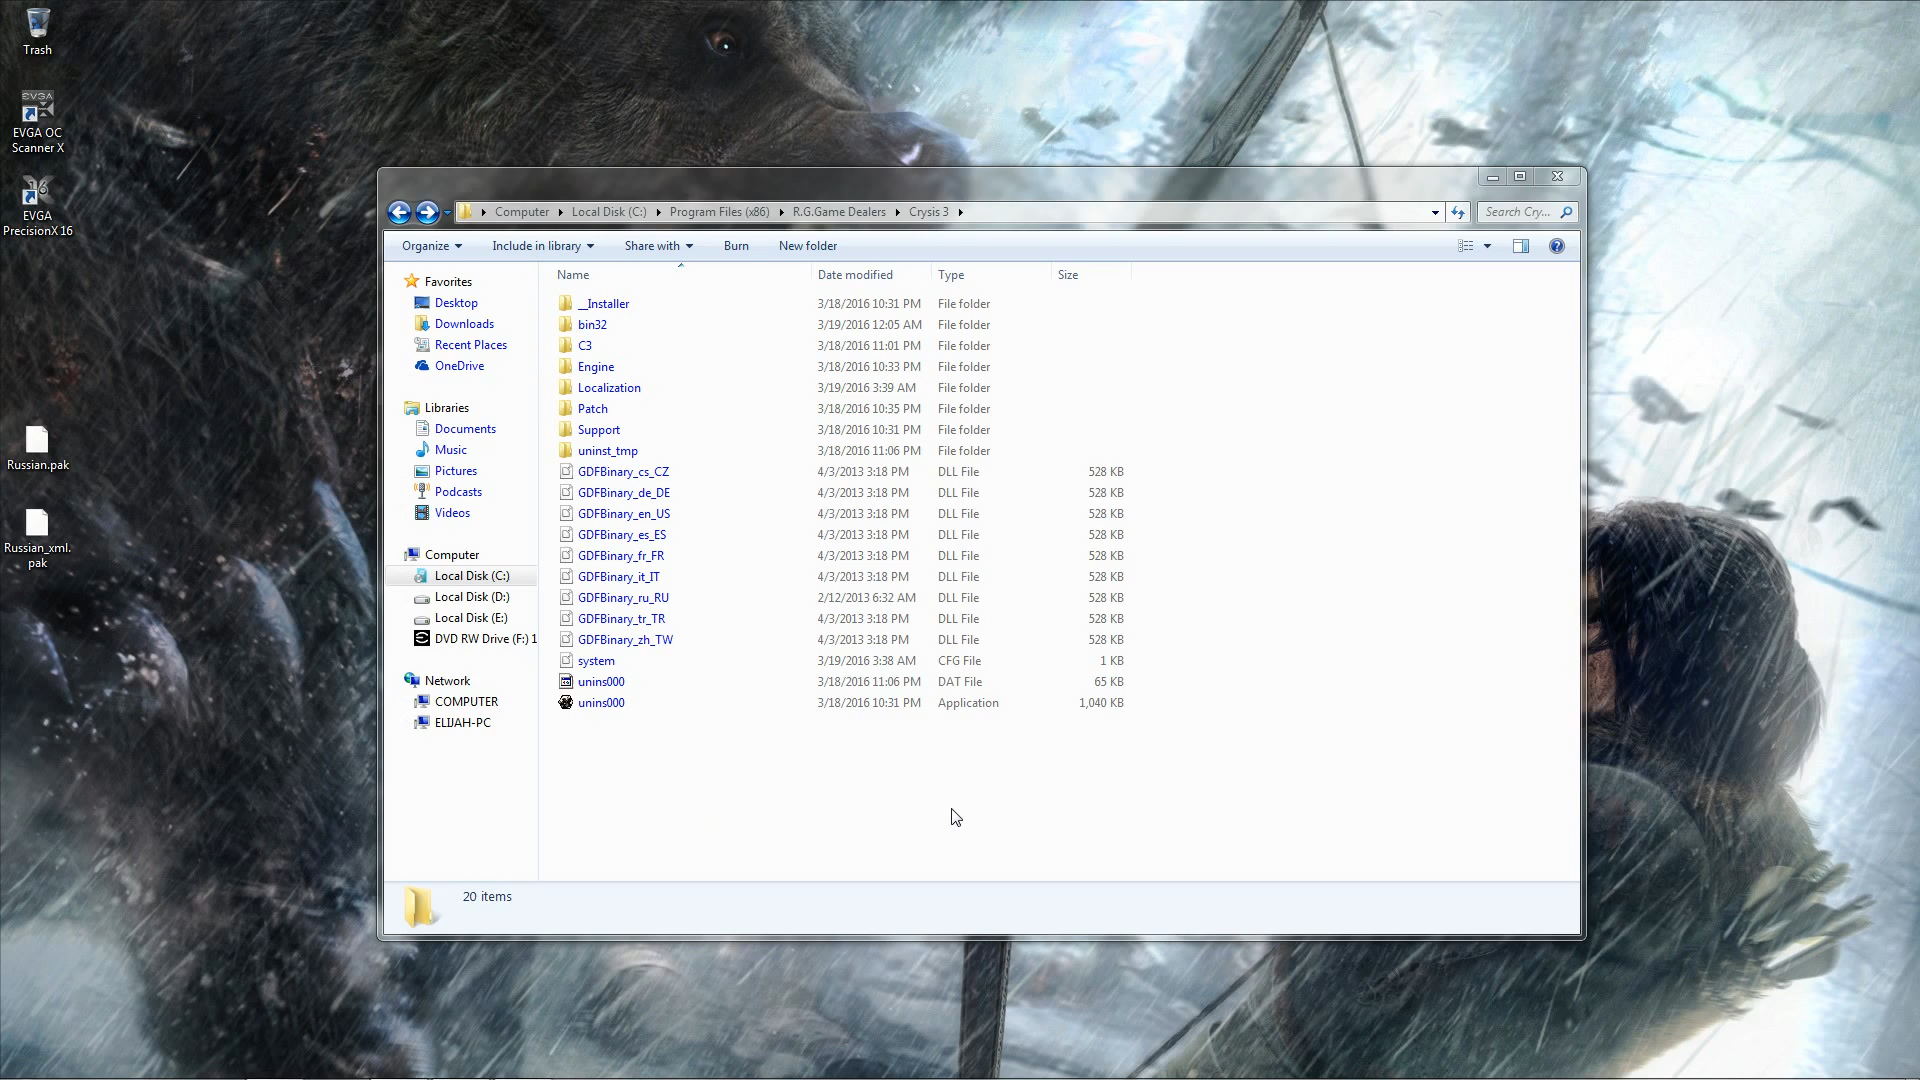 Trash
EVGA
EVGA OC
Scanner X
16
EVGA
PrecisionX 16
Russian.pak
Russian_xml.
pak
Computer Local Disk (C:) Program Files (x86) R.G.Game Dealers Crysis 3
Search Cry...
Organize Include in library Share with Burn New folder
Favorites
Desktop
Downloads
Recent Places
OneDrive
Libraries
Documents
Music
Pictures
Podcasts
Videos
Computer
Local Disk (C:)
Local Disk (D:)
Local Disk (E:)
DVD RW Drive (F:) 1
Network
COMPUTER
ELIJAH-PC
Name Date modified Type Size
__Installer 3/18/2016 10:31 PM File folder
bin32 3/19/2016 12:05 AM File folder
C3 3/18/2016 11:01 PM File folder
Engine 3/18/2016 10:33 PM File folder
Localization 3/19/2016 3:39 AM File folder
Patch 3/18/2016 10:35 PM File folder
Support 3/18/2016 10:31 PM File folder
uninst_tmp 3/18/2016 11:06 PM File folder
GDFBinary_cs_CZ 4/3/2013 3:18 PM DLL File 528 KB
GDFBinary_de_DE 4/3/2013 3:18 PM DLL File 528 KB
GDFBinary_en_US 4/3/2013 3:18 PM DLL File 528 KB
GDFBinary_es_ES 4/3/2013 3:18 PM DLL File 528 KB
GDFBinary_fr_FR 4/3/2013 3:18 PM DLL File 528 KB
GDFBinary_it_IT 4/3/2013 3:18 PM DLL File 528 KB
GDFBinary_ru_RU 2/12/2013 6:32 AM DLL File 528 KB
GDFBinary_tr_TR 4/3/2013 3:18 PM DLL File 528 KB
GDFBinary_zh_TW 4/3/2013 3:18 PM DLL File 528 KB
system 3/19/2016 3:38 AM CFG File 1 KB
unins000 3/18/2016 11:06 PM DAT File 65 KB
unins000 3/18/2016 10:31 PM Application 1,040 KB
20 items